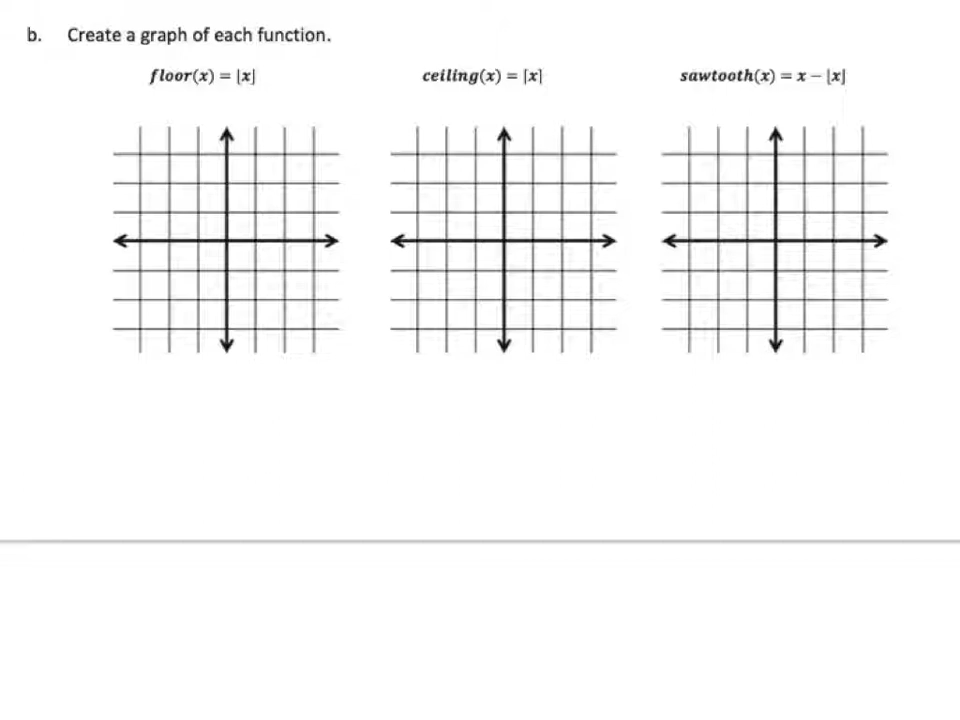 b. Create a graph of each function.
floor(x) = ⌊x⌋ ceiling(x) = ⌈x⌉ sawtooth(x) = x − ⌊x⌋